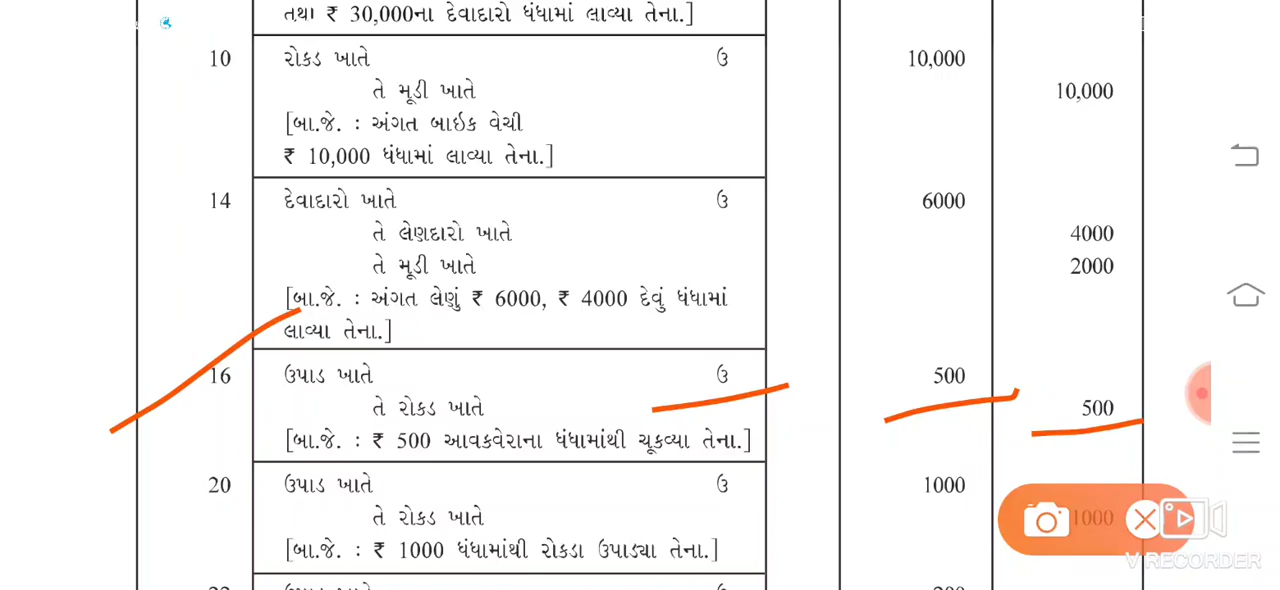 તથા ₹ 30,000ના દેવાદારો ધંધામાં લાવ્યા તેના.]
10 રોકડ ખાતે ઉ 10,000
તે મૂડી ખાતે 10,000
[બા.જે. : અંગત બાઇક વેચી
₹ 10,000 ધંધામાં લાવ્યા તેના.]
14 દેવાદારો ખાતે ઉ 6000
તે લેણદારો ખાતે 4000
તે મૂડી ખાતે 2000
[બા.જે. : અંગત લેણું ₹ 6000, ₹ 4000 દેવું ધંધામાં
લાવ્યા તેના.]
16 ઉપાડ ખાતે ઉ 500
તે રોકડ ખાતે 500
[બા.જે. : ₹ 500 આવકવેરાના ધંધામાંથી ચૂકવ્યા તેના.]
20 ઉપાડ ખાતે ઉ 1000
તે રોકડ ખાતે 1000
[બા.જે. : ₹ 1000 ધંધામાંથી રોકડા ઉપાડ્યા તેના.]
V RECORDER